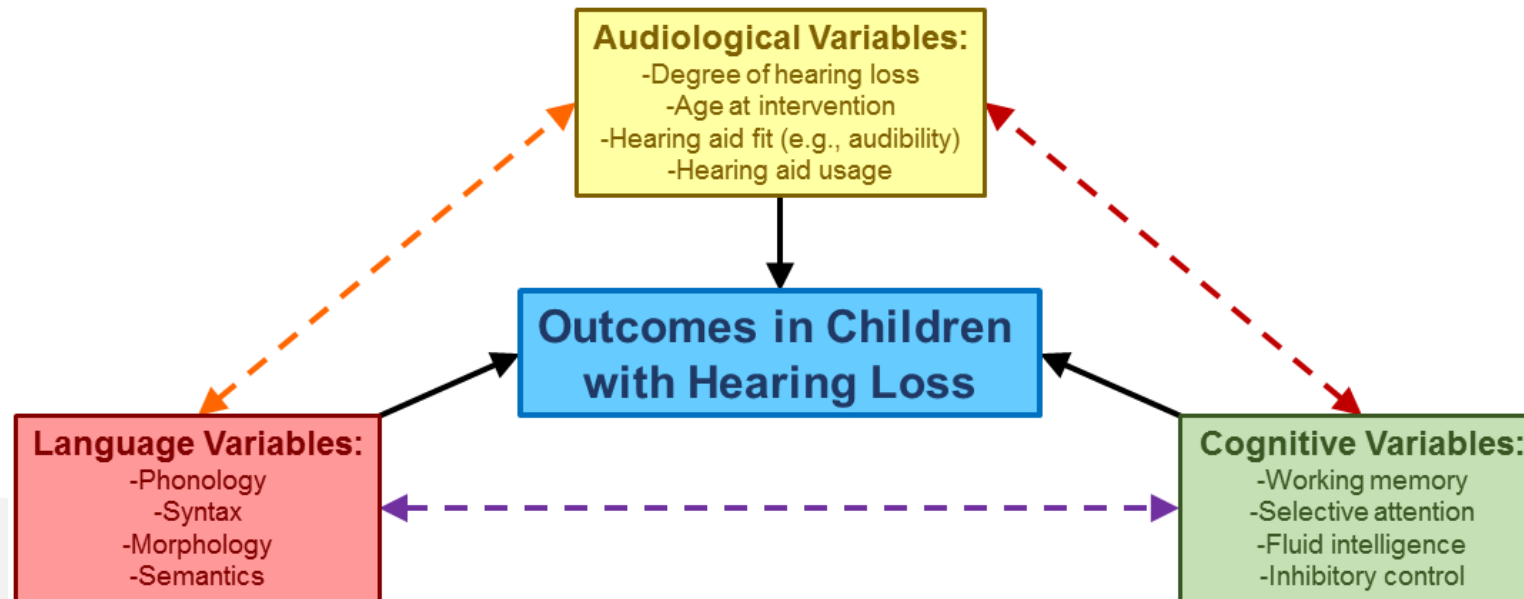 Audiological Variables:
-Degree of hearing loss
-Age at intervention
-Hearing aid fit (e.g., audibility)
-Hearing aid usage
Outcomes in Children
with Hearing Loss
Language Variables:
-Phonology
-Syntax
-Morphology
-Semantics
Cognitive Variables:
-Working memory
-Selective attention
-Fluid intelligence
-Inhibitory control